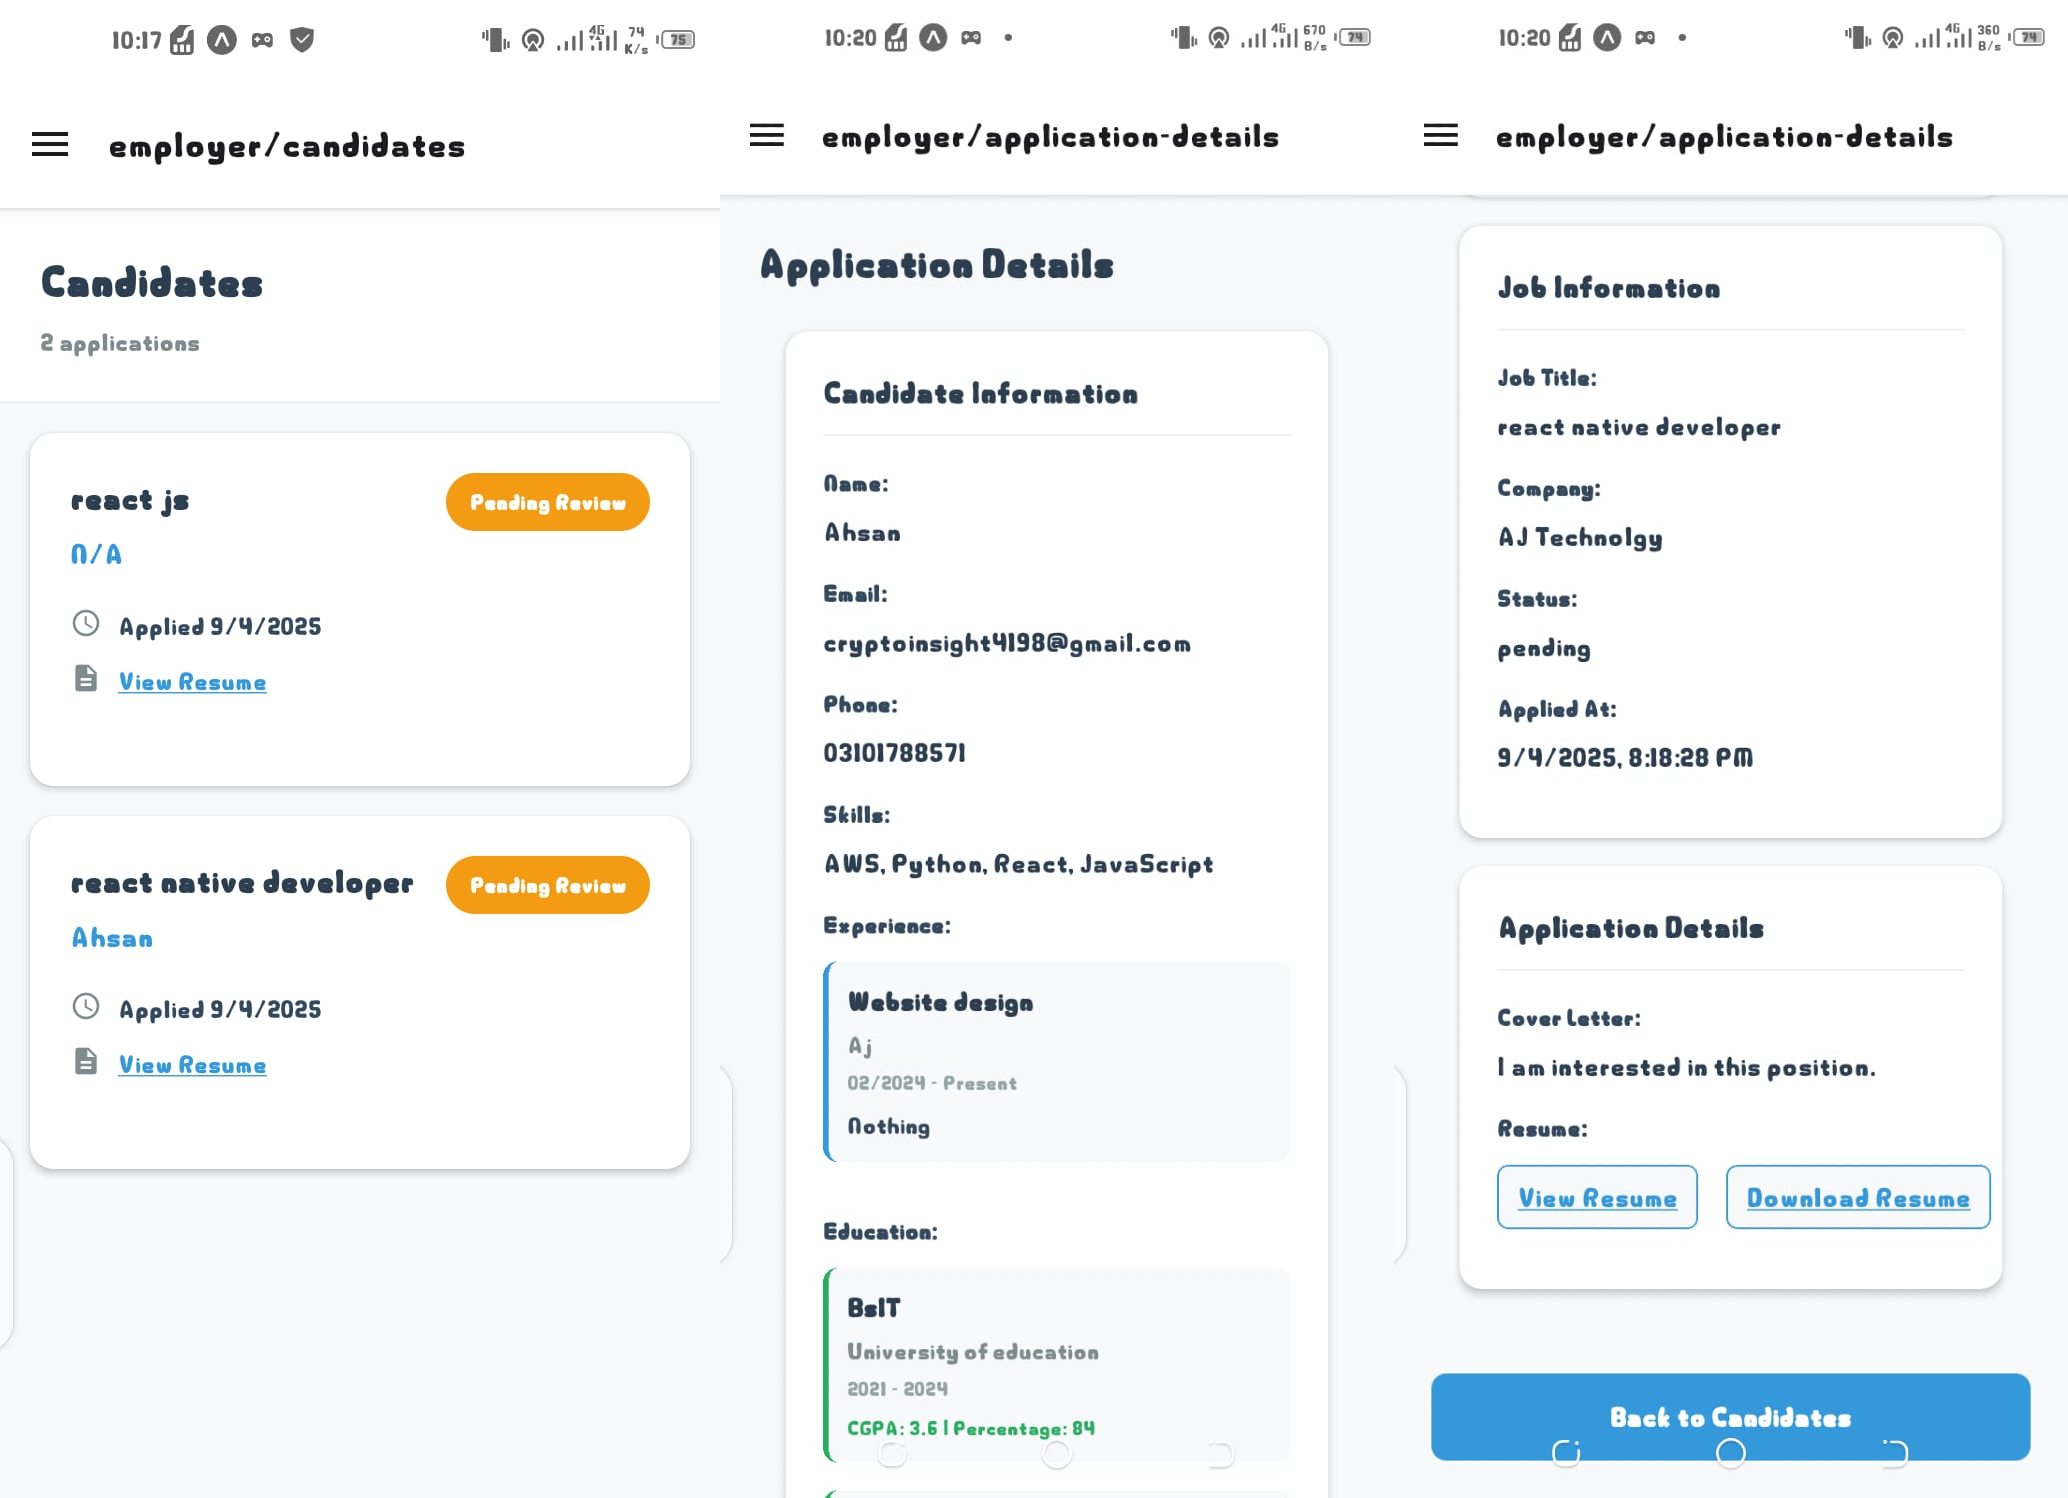 10:17
74
K/s
4G
75
employer/candidates
Candidates
2 applications
react js
Pending Review
N/A
Applied 9/4/2025
View Resume
react native developer
Pending Review
Ahsan
Applied 9/4/2025
View Resume
10:20
4G
670
B/s
74
employer/application-details
Application Details
Candidate Information
Name:
Ahsan
Email:
cryptoinsight4198@gmail.com
Phone:
03101788571
Skills:
AWS, Python, React, JavaScript
Experience:
Website design
Aj
02/2024 - Present
Nothing
Education:
BsIT
University of education
2021 - 2024
CGPA: 3.6 | Percentage: 84
10:20
4G
360
B/s
74
employer/application-details
Job Information
Job Title:
react native developer
Company:
AJ Technolgy
Status:
pending
Applied At:
9/4/2025, 8:18:28 PM
Application Details
Cover Letter:
I am interested in this position.
Resume:
View Resume
Download Resume
Back to Candidates